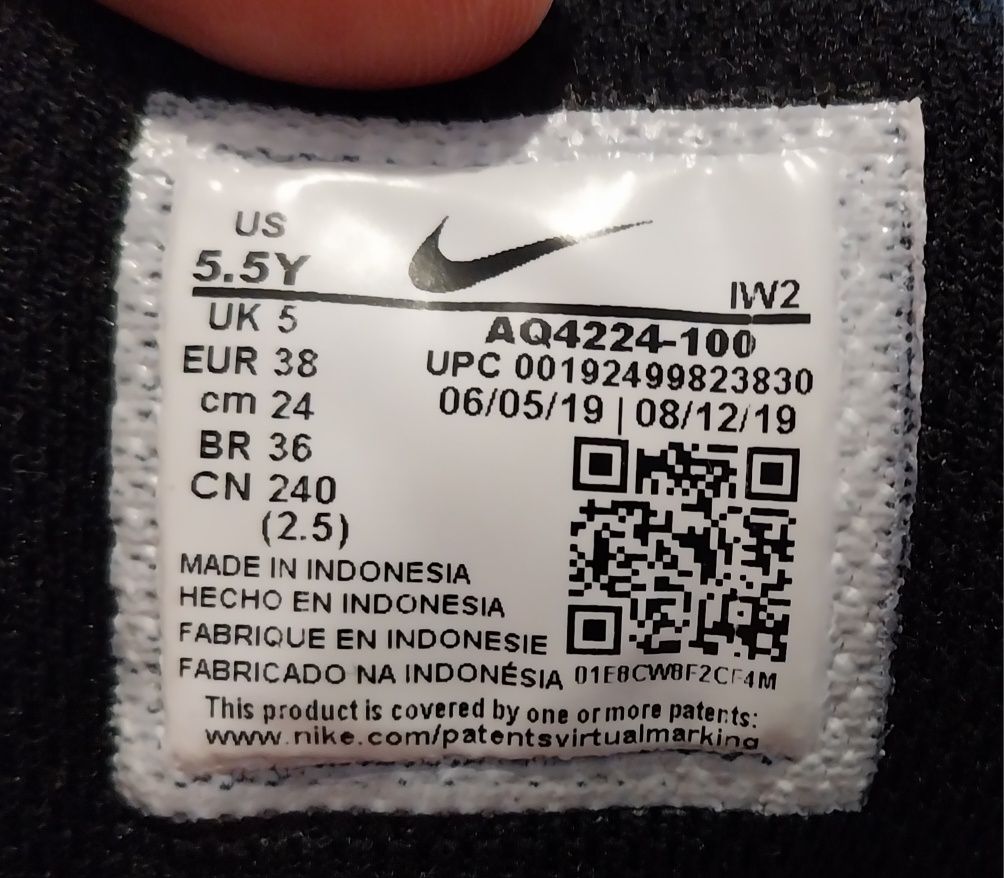 US
5.5Y
IW2
UK 5
EUR 38
cm 24
BR 36
CN 240
(2.5)
AQ4224-100
UPC 00192499823830
06/05/19 | 08/12/19
MADE IN INDONESIA
HECHO EN INDONESIA
FABRIQUE EN INDONESIE
FABRICADO NA INDONÉSIA
01E8CW8F2CF4M
This product is covered by one or more patents:
www.nike.com/patentsvirtualmarking